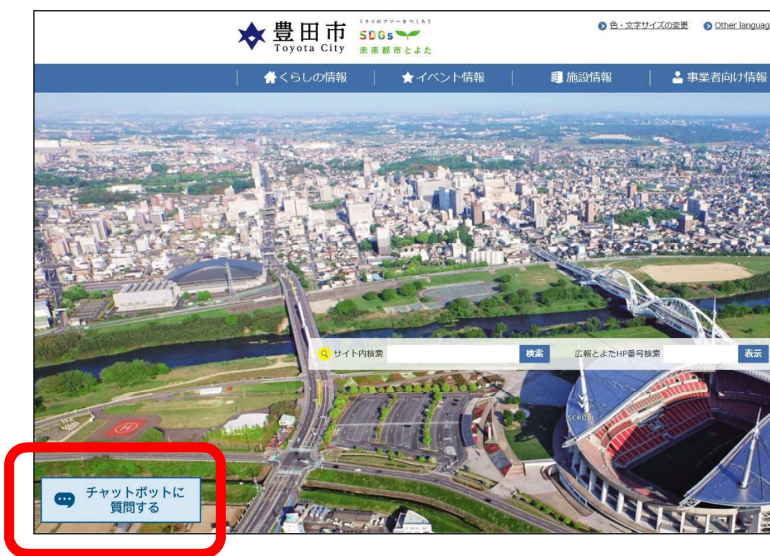 豊田市
Toyota City
ミライのフツーをつくろう
SDGs
未来都市とよた
色・文字サイズの変更
Other languag
くらしの情報
イベント情報
施設情報
事業者向け情報
サイト内検索
検索
広報とよたHP番号検索
表示
SCROLL
チャットボットに
質問する